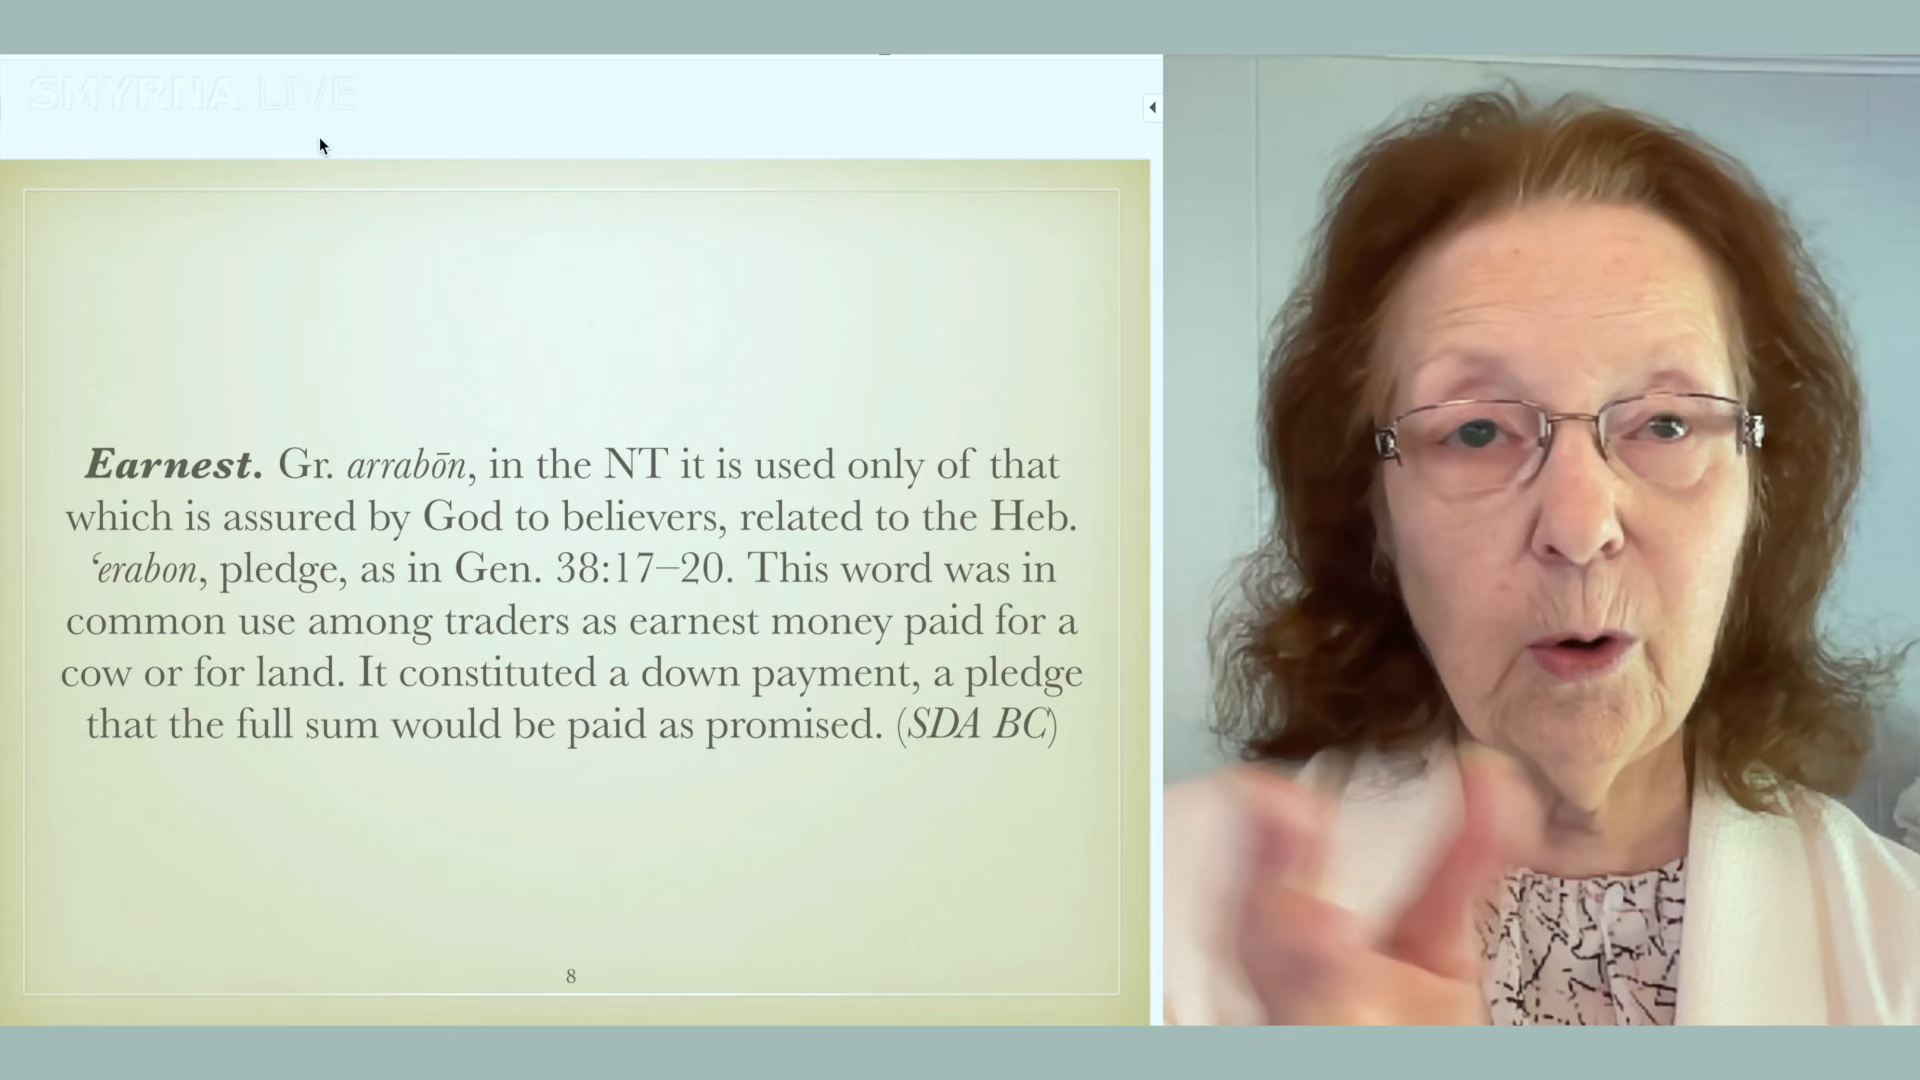 SMYRNA LIVE
Earnest. Gr. arrabōn, in the NT it is used only of that
which is assured by God to believers, related to the Heb.
‘erabon, pledge, as in Gen. 38:17–20. This word was in
common use among traders as earnest money paid for a
cow or for land. It constituted a down payment, a pledge
that the full sum would be paid as promised. (SDA BC)
8